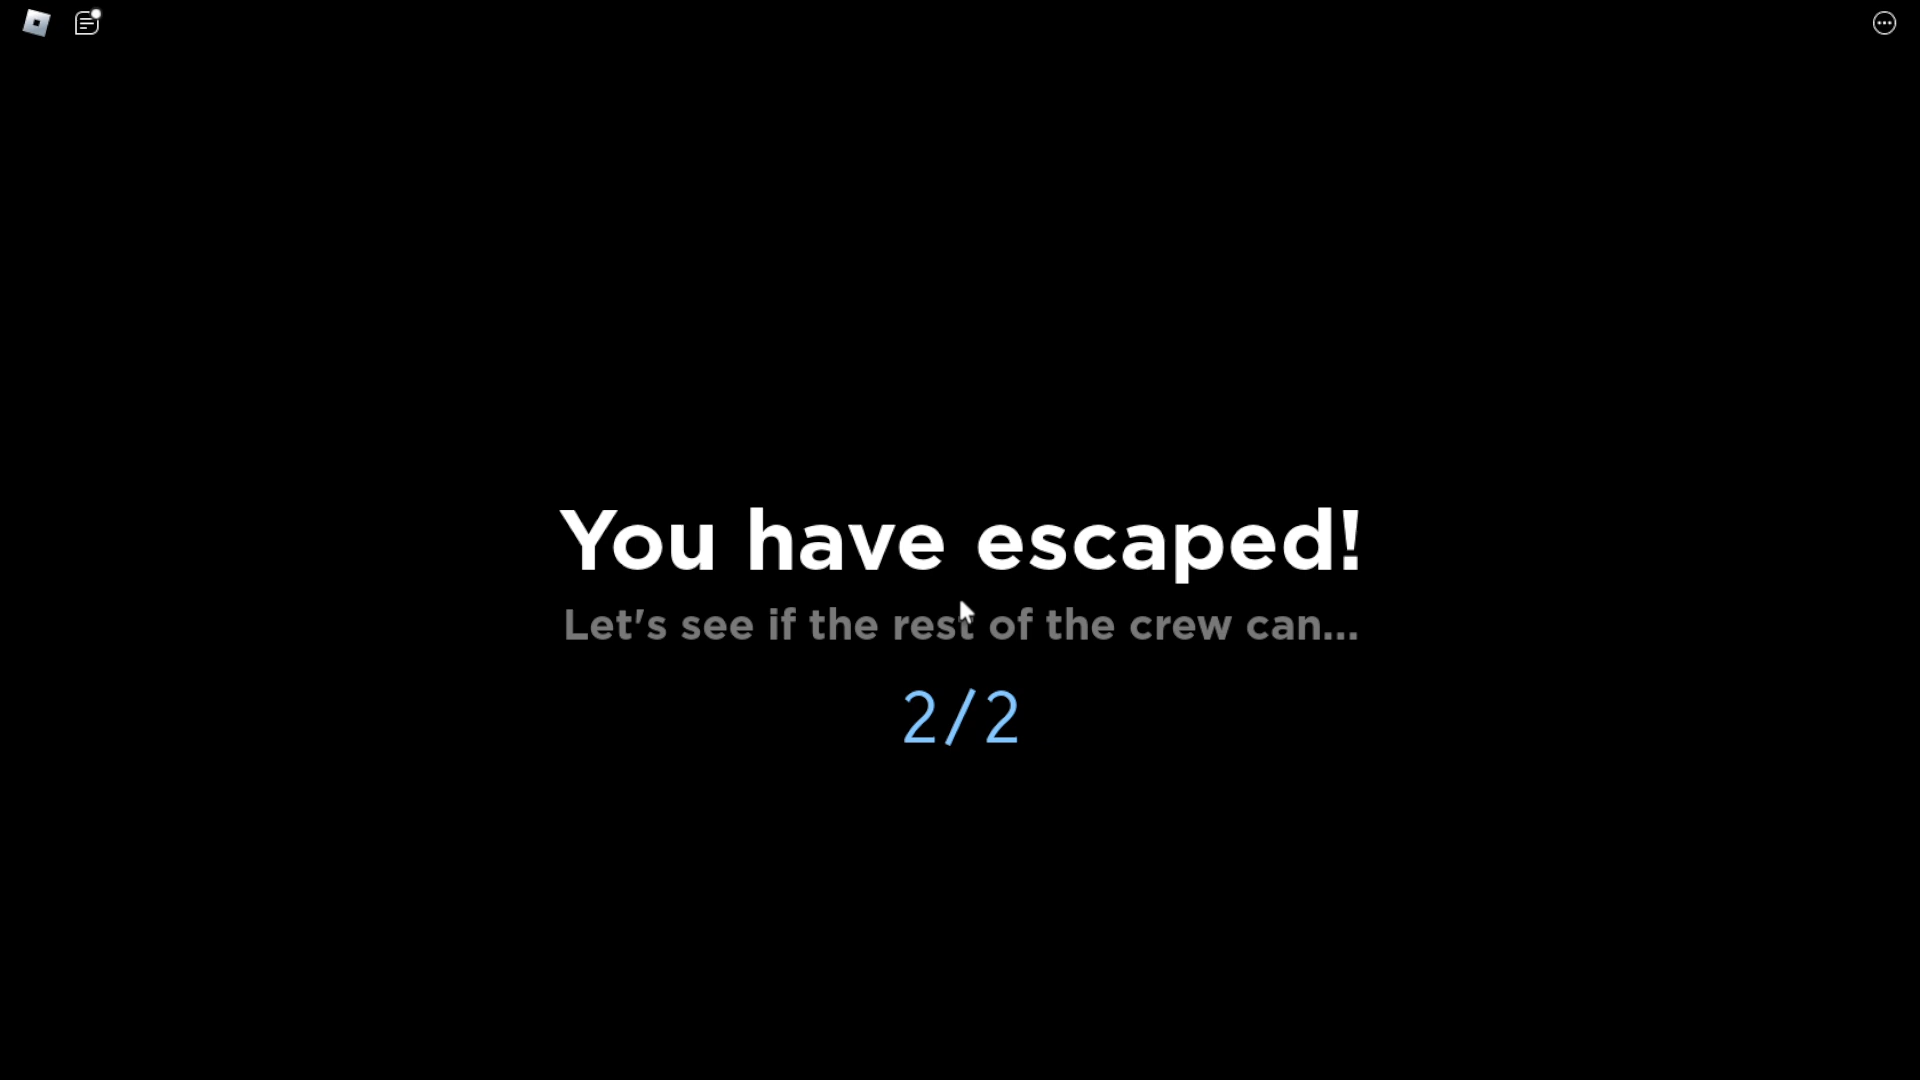 You have escaped!
Let's see if the rest of the crew can...
2/2